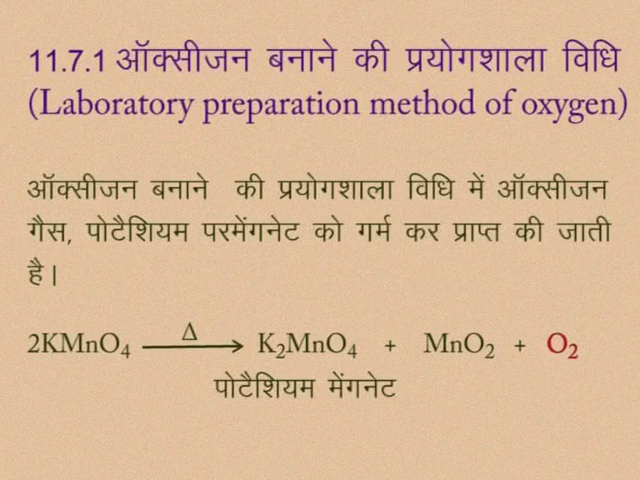 11.7.1 ऑक्सीजन बनाने की प्रयोगशाला विधि
(Laboratory preparation method of oxygen)
ऑक्सीजन बनाने की प्रयोगशाला विधि में ऑक्सीजन
गैस, पोटैशियम परमेंगनेट को गर्म कर प्राप्त की जाती
है।
2KMnO₄ —Δ→ K₂MnO₄ + MnO₂ + O₂
पोटैशियम मेंगनेट